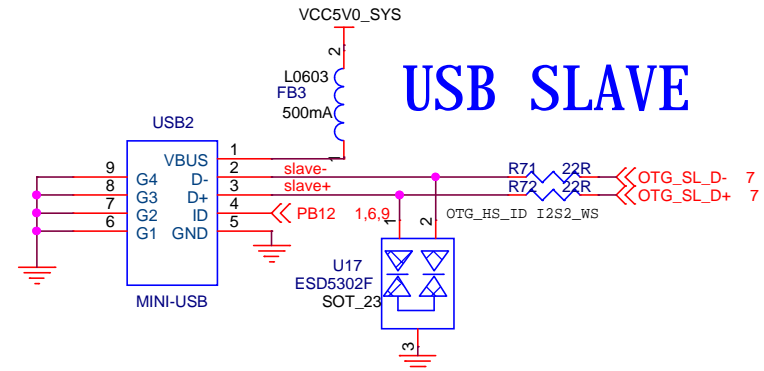 VCC5V0_SYS
2
L0603
FB3
500mA
1
USB SLAVE
USB2
VBUS 1
9 G4 D- 2 slave- R71 22R OTG_SL_D- 7
8 G3 D+ 3 slave+ R72 22R OTG_SL_D+ 7
7 G2 ID 4 PB12 1,6,9 OTG_HS_ID I2S2_WS
6 G1 GND 5
MINI-USB
1 2
U17
ESD5302F
SOT_23
3